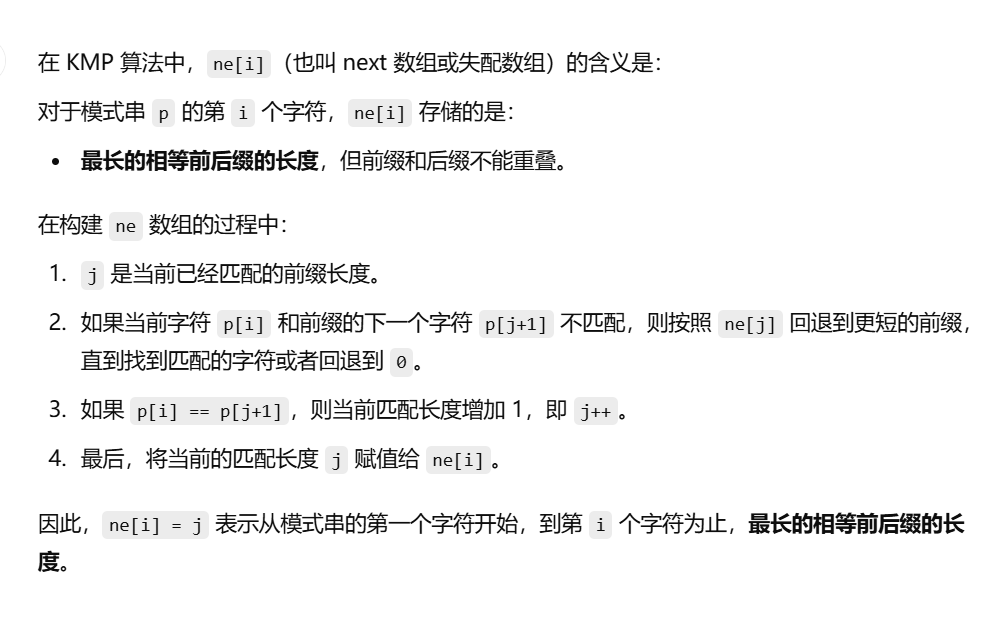 在 KMP 算法中，ne[i]（也叫 next 数组或失配数组）的含义是：
对于模式串 p 的第 i 个字符，ne[i] 存储的是：
• 最长的相等前后缀的长度，但前缀和后缀不能重叠。
在构建 ne 数组的过程中：
1. j 是当前已经匹配的前缀长度。
2. 如果当前字符 p[i] 和前缀的下一个字符 p[j+1] 不匹配，则按照 ne[j] 回退到更短的前缀，
直到找到匹配的字符或者回退到 0。
3. 如果 p[i] == p[j+1]，则当前匹配长度增加 1，即 j++。
4. 最后，将当前的匹配长度 j 赋值给 ne[i]。
因此，ne[i] = j 表示从模式串的第一个字符开始，到第 i 个字符为止，最长的相等前后缀的长
度。